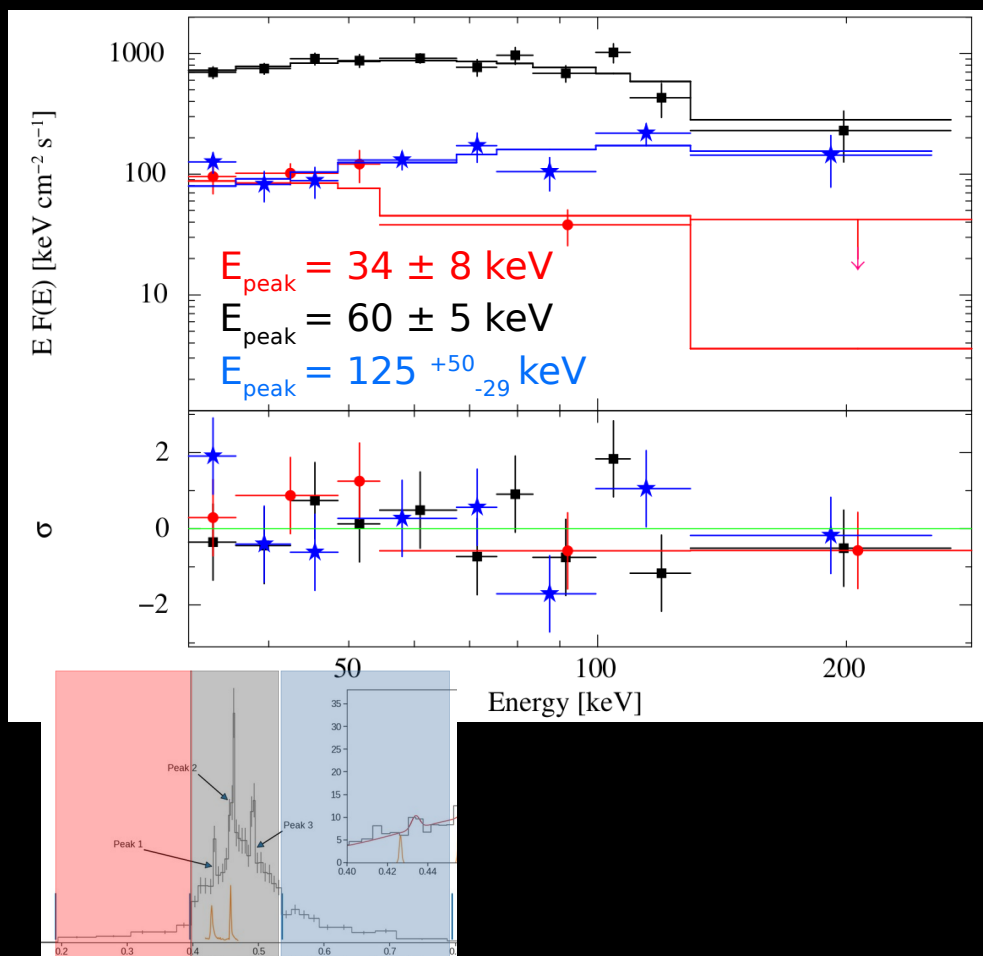 E F(E) [keV cm⁻² s⁻¹]
1000
100
10
E_peak = 34 ± 8 keV
E_peak = 60 ± 5 keV
E_peak = 125 ⁺⁵⁰₋₂₉ keV
σ
2
0
−2
50 100 200
Energy [keV]
Peak 2
Peak 1
Peak 3
35
30
25
20
15
10
5
0
0.40 0.42 0.44
0.2 0.3 0.4 0.5 0.6 0.7